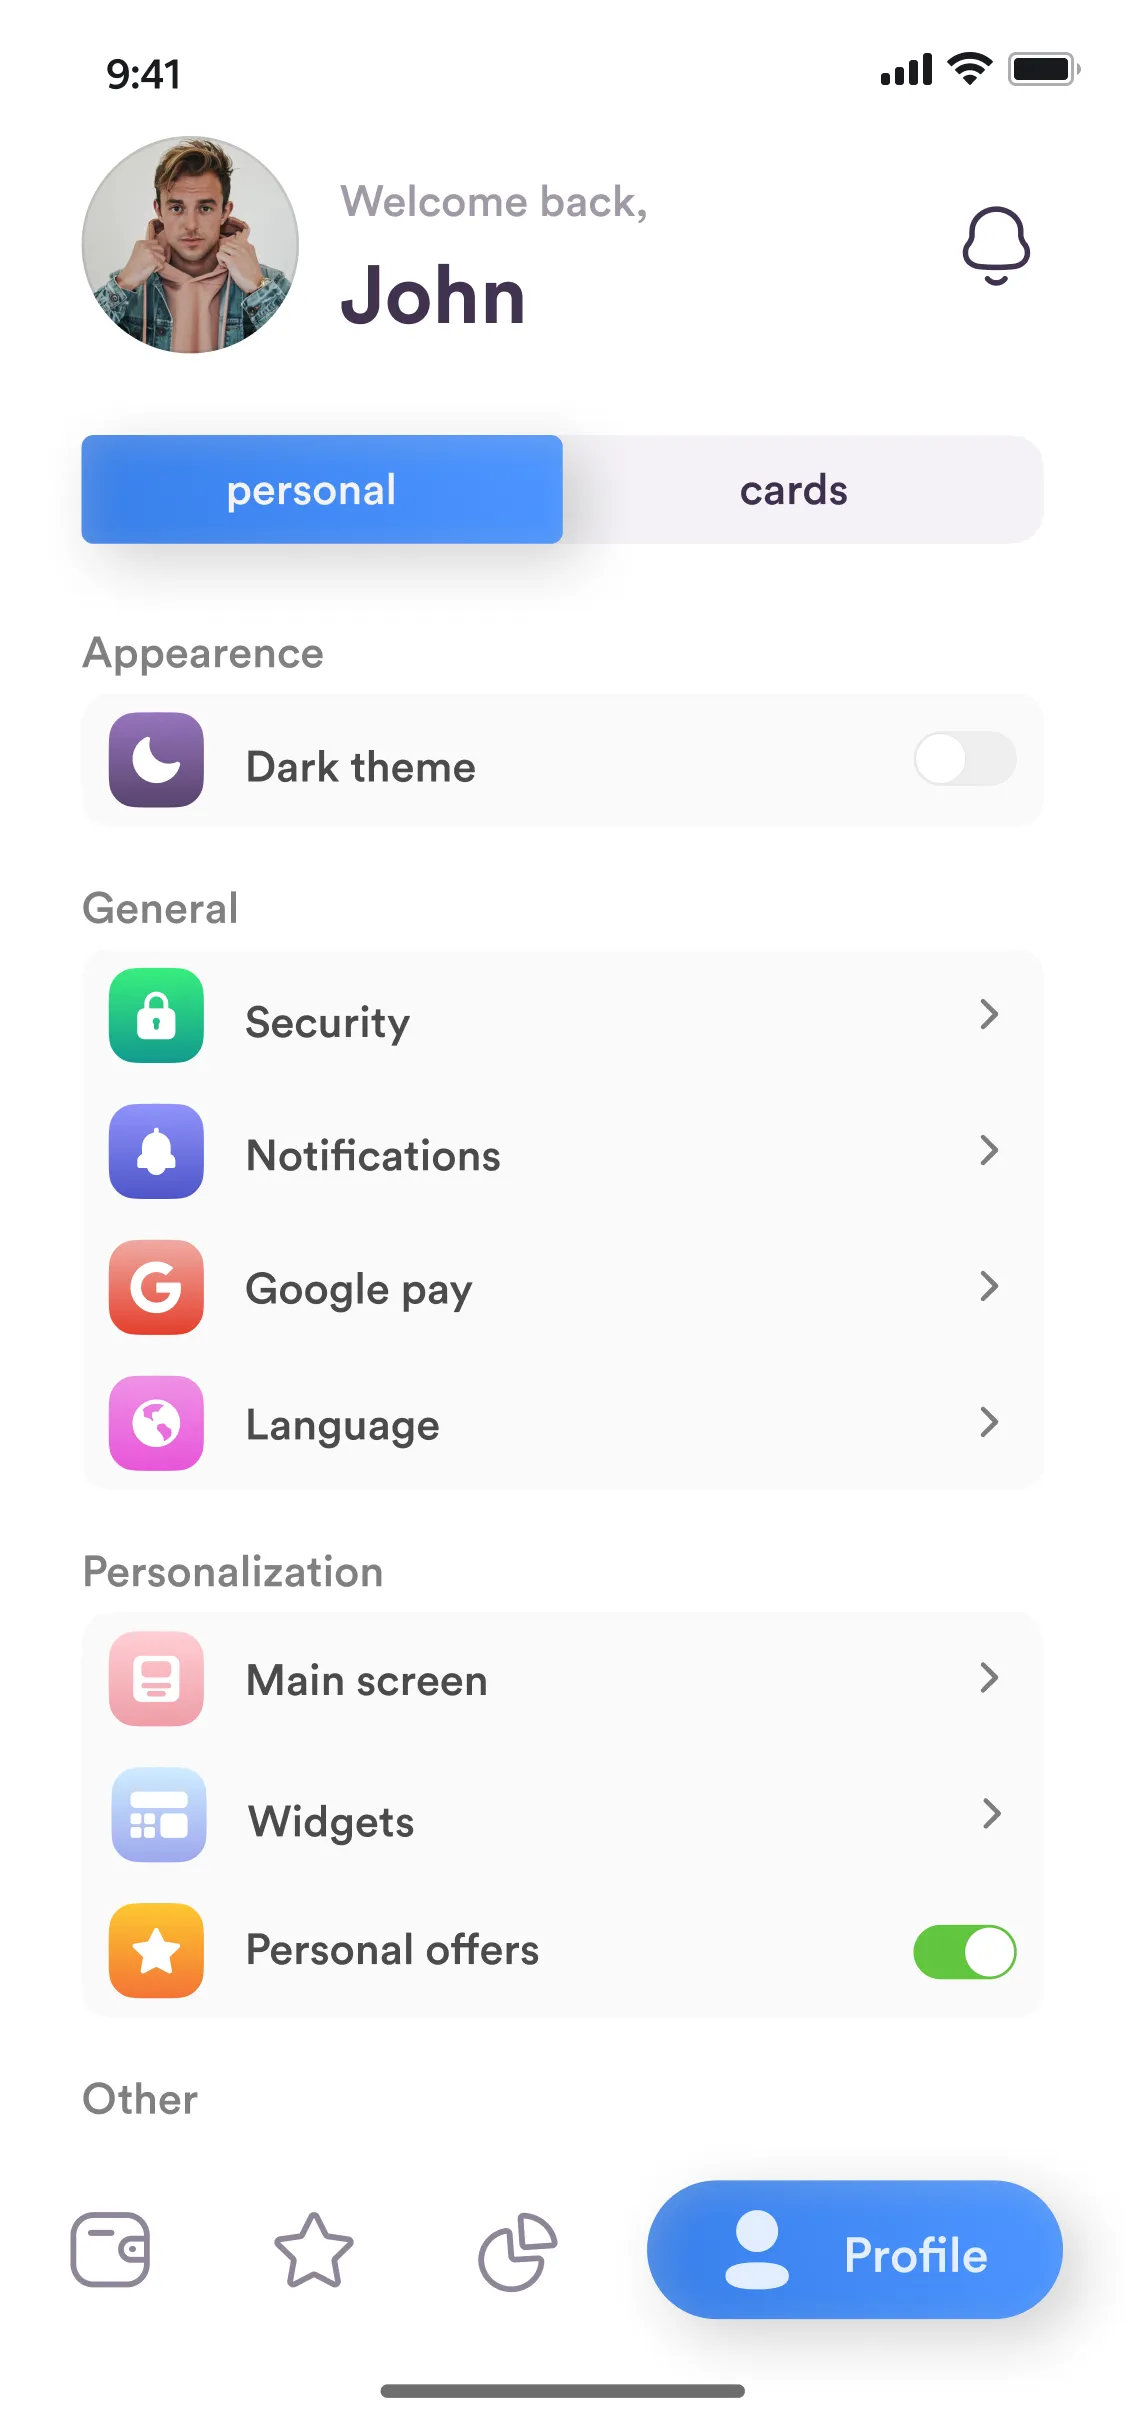 9:41
Welcome back,
John
personal
cards
Appearence
Dark theme
General
Security
Notifications
Google pay
Language
Personalization
Main screen
Widgets
Personal offers
Other
Profile